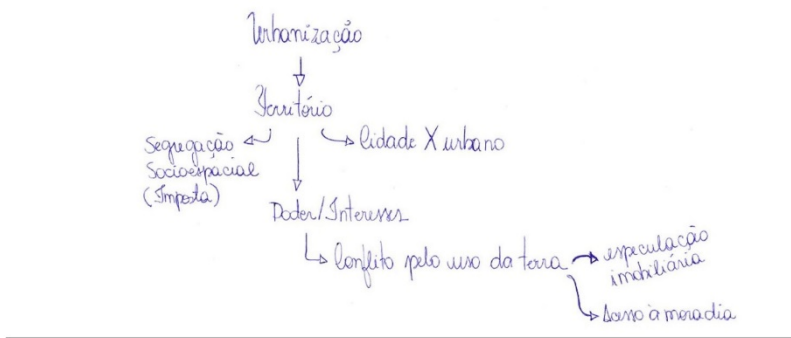 Urbanização
Território
Segregação
Socioespacial
(Imposta)
Cidade X urbano
Poder/Interesses
Conflito pelo uso da terra
especulação
imobiliária
Acesso à moradia